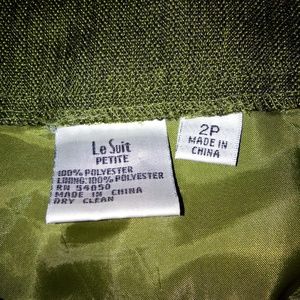 Le Suit
PETITE
100% POLYESTER
LINING: 100% POLYESTER
RN 54050
MADE IN CHINA
DRY CLEAN
2P
MADE IN
CHINA